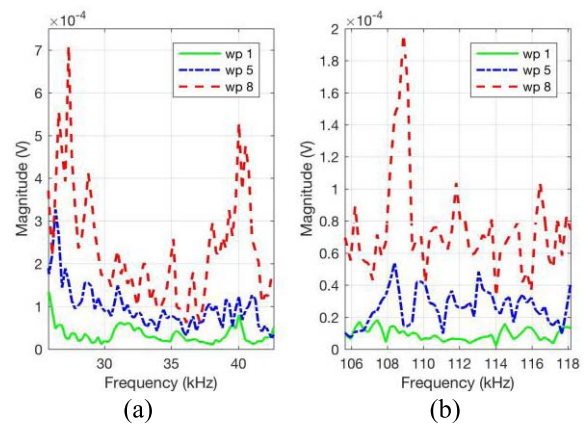 ×10⁻⁴
7
6
5
4
3
2
1
0
Magnitude (V)
30 35 40
Frequency (kHz)
wp 1
wp 5
wp 8
(a)
×10⁻⁴
2
1.8
1.6
1.4
1.2
1
0.8
0.6
0.4
0.2
0
Magnitude (V)
106 108 110 112 114 116 118
Frequency (kHz)
wp 1
wp 5
wp 8
(b)